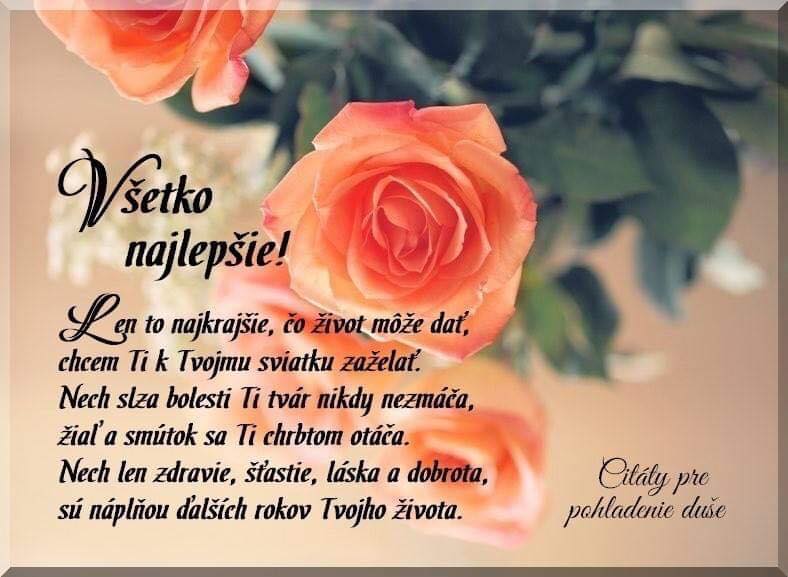 Všetko
najlepšie!
Len to najkrajšie, čo život môže dať,
chcem Ti k Tvojmu sviatku zaželať.
Nech slza bolesti Ti tvár nikdy nezmáča,
žiaľ a smútok sa Ti chrbtom otáča.
Nech len zdravie, šťastie, láska a dobrota,
sú náplňou ďalších rokov Tvojho života.
Citáty pre
pohladenie duše